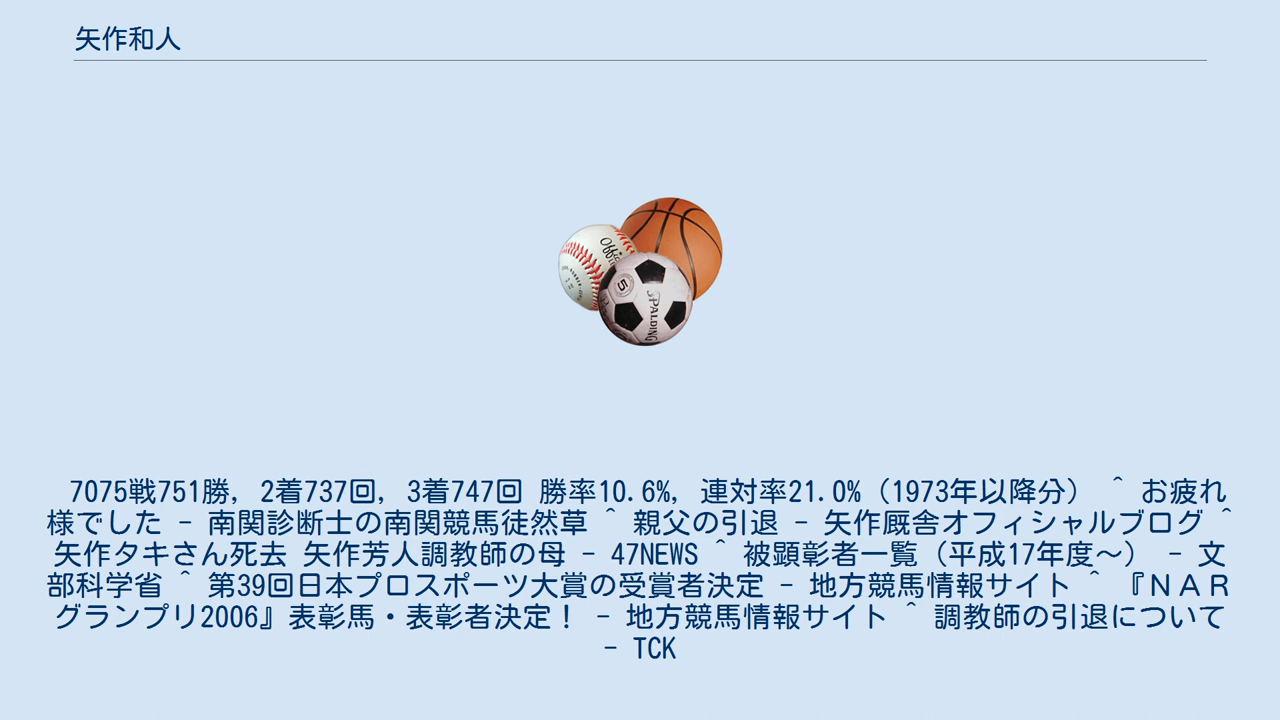 矢作和人
Offic
5
SPALDING
7075戦751勝, 2着737回, 3着747回 勝率10.6%, 連対率21.0%（1973年以降分） ^ お疲れ
様でした - 南関診断士の南関競馬徒然草 ^ 親父の引退 - 矢作厩舎オフィシャルブログ ^
矢作タキさん死去 矢作芳人調教師の母 - 47NEWS ^ 被顕彰者一覧（平成17年度〜） - 文
部科学省 ^ 第39回日本プロスポーツ大賞の受賞者決定 - 地方競馬情報サイト ^ 『ＮＡＲ
グランプリ2006』表彰馬・表彰者決定！ - 地方競馬情報サイト ^ 調教師の引退について
- TCK